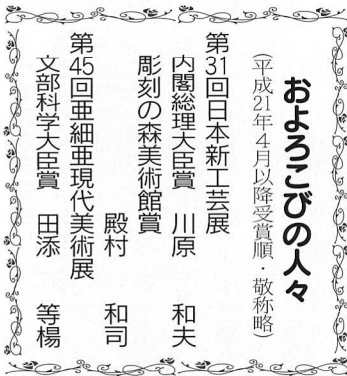 およろこびの人々
(平成21年4月以降受賞順・敬称略)
第31回日本新工芸展
内閣総理大臣賞 川原 和夫
彫刻の森美術館賞
殿村 和司
第45回亜細亜現代美術展
文部科学大臣賞 田添 等楊